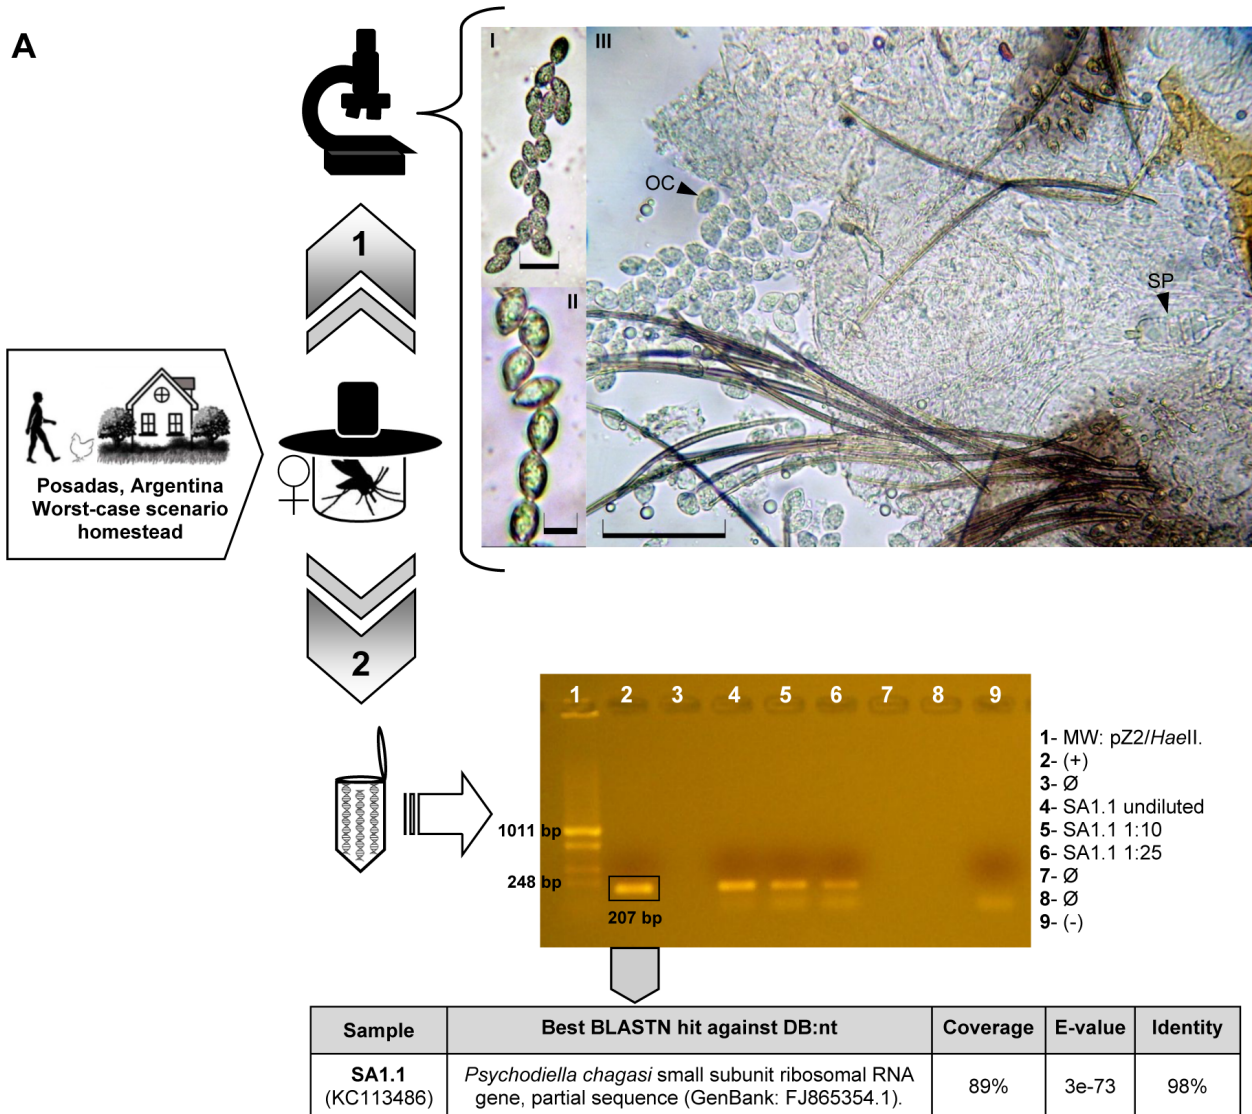 A
1
I
II
III
OC
SP
Posadas, Argentina
Worst-case scenario
homestead
♀
2
1 2 3 4 5 6 7 8 9
1011 bp
248 bp
207 bp
1- MW: pZ2/HaeII.
2- (+)
3- Ø
4- SA1.1 undiluted
5- SA1.1 1:10
6- SA1.1 1:25
7- Ø
8- Ø
9- (-)
Sample Best BLASTN hit against DB:nt Coverage E-value Identity
SA1.1
(KC113486)
Psychodiella chagasi small subunit ribosomal RNA
gene, partial sequence (GenBank: FJ865354.1).
89% 3e-73 98%